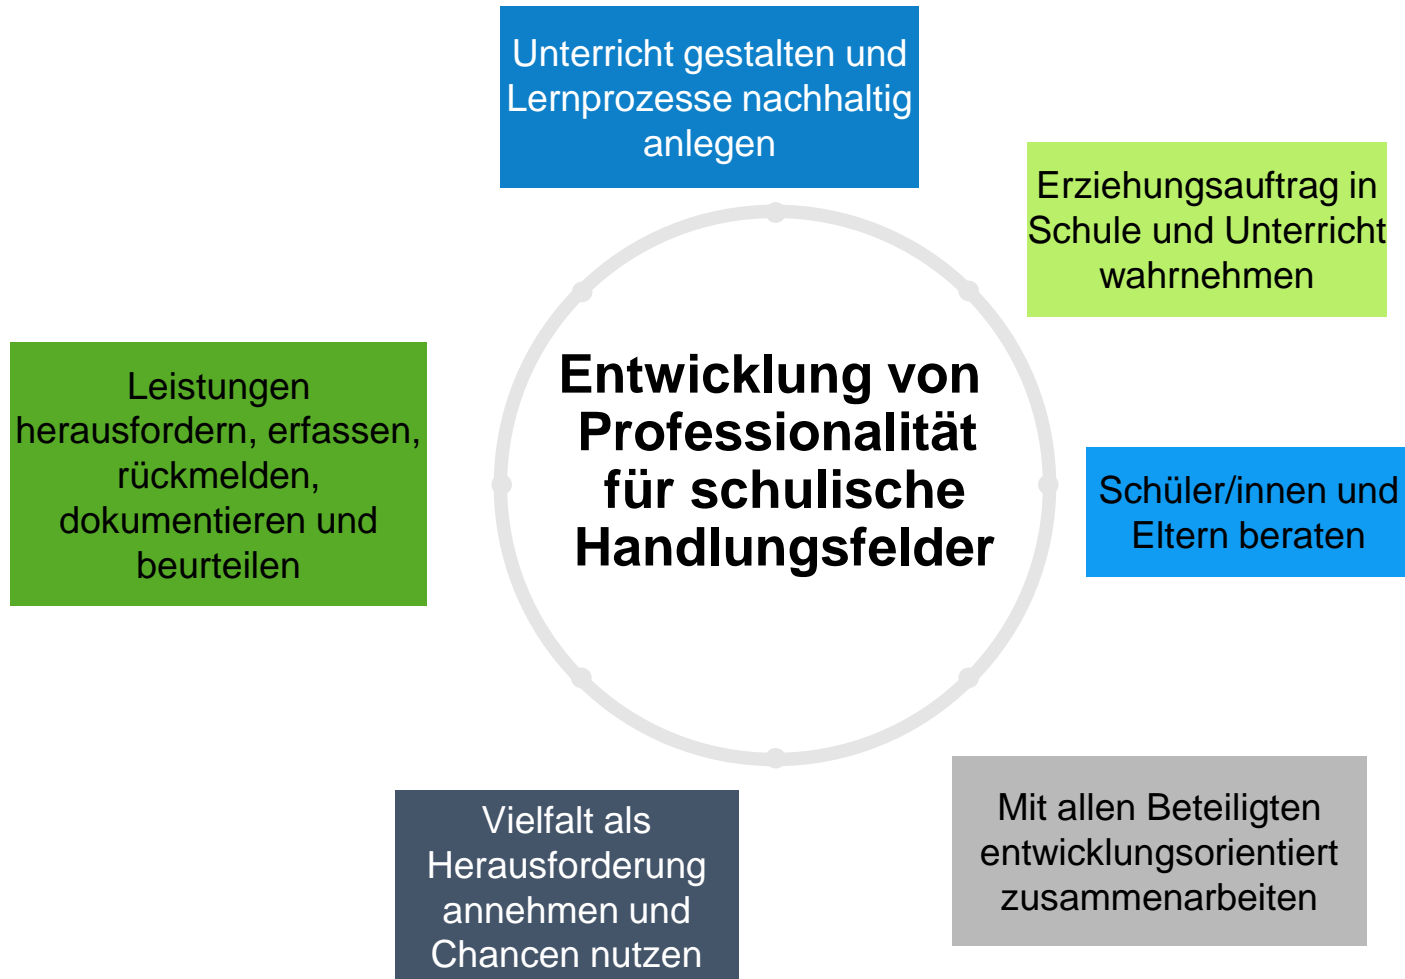 Unterricht gestalten und
Lernprozesse nachhaltig
anlegen
Erziehungsauftrag in
Schule und Unterricht
wahrnehmen
Entwicklung von
Professionalität
für schulische
Handlungsfelder
Leistungen
herausfordern, erfassen,
rückmelden,
dokumentieren und
beurteilen
Schüler/innen und
Eltern beraten
Mit allen Beteiligten
entwicklungsorientiert
zusammenarbeiten
Vielfalt als
Herausforderung
annehmen und
Chancen nutzen